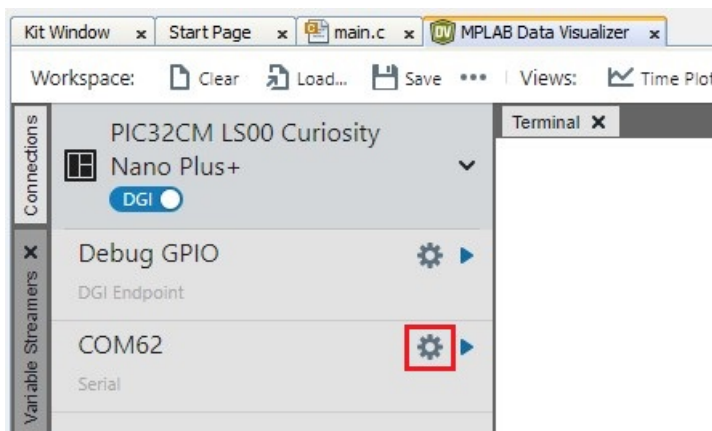 Kit Window x Start Page x main.c x MPLAB Data Visualizer x
Workspace: Clear Load... Save ••• Views: Time Plot
Connections
PIC32CM LS00 Curiosity
Nano Plus+
DGI
Terminal X
Variable Streamers X
Debug GPIO
DGI Endpoint
COM62
Serial